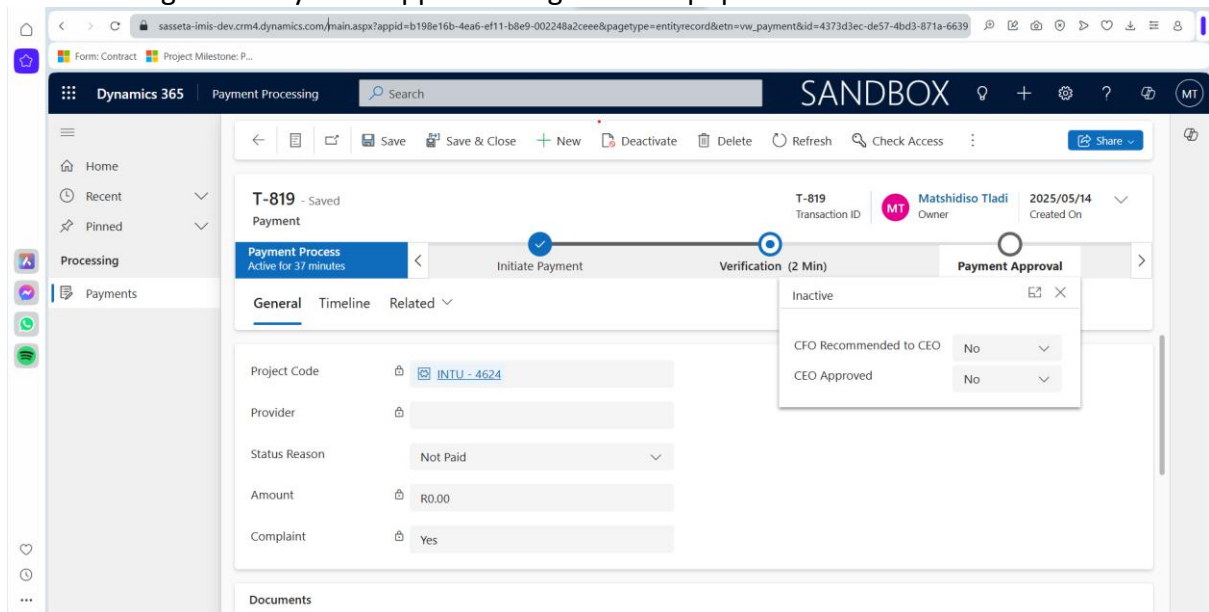 sasseta-imis-dev.crm4.dynamics.com/main.aspx?appid=b198e16b-4ea6-ef11-b8e9-002248a2ceee&pagetype=entityrecord&etn=vw_payment&id=4373d3ec-de57-4bd3-871a-6639
Form: Contract Project Milestone: P...
Dynamics 365 Payment Processing Search SANDBOX MT
Save Save & Close New Deactivate Delete Refresh Check Access Share
Home
Recent
Pinned
Processing
Payments
T-819 - Saved
Payment
T-819
Transaction ID
MT
Matshidiso Tladi
Owner
2025/05/14
Created On
Payment Process
Active for 37 minutes
Initiate Payment
Verification (2 Min)
Payment Approval
General Timeline Related
Inactive
CFO Recommended to CEO No
CEO Approved No
Project Code INTU - 4624
Provider
Status Reason Not Paid
Amount R0.00
Complaint Yes
Documents